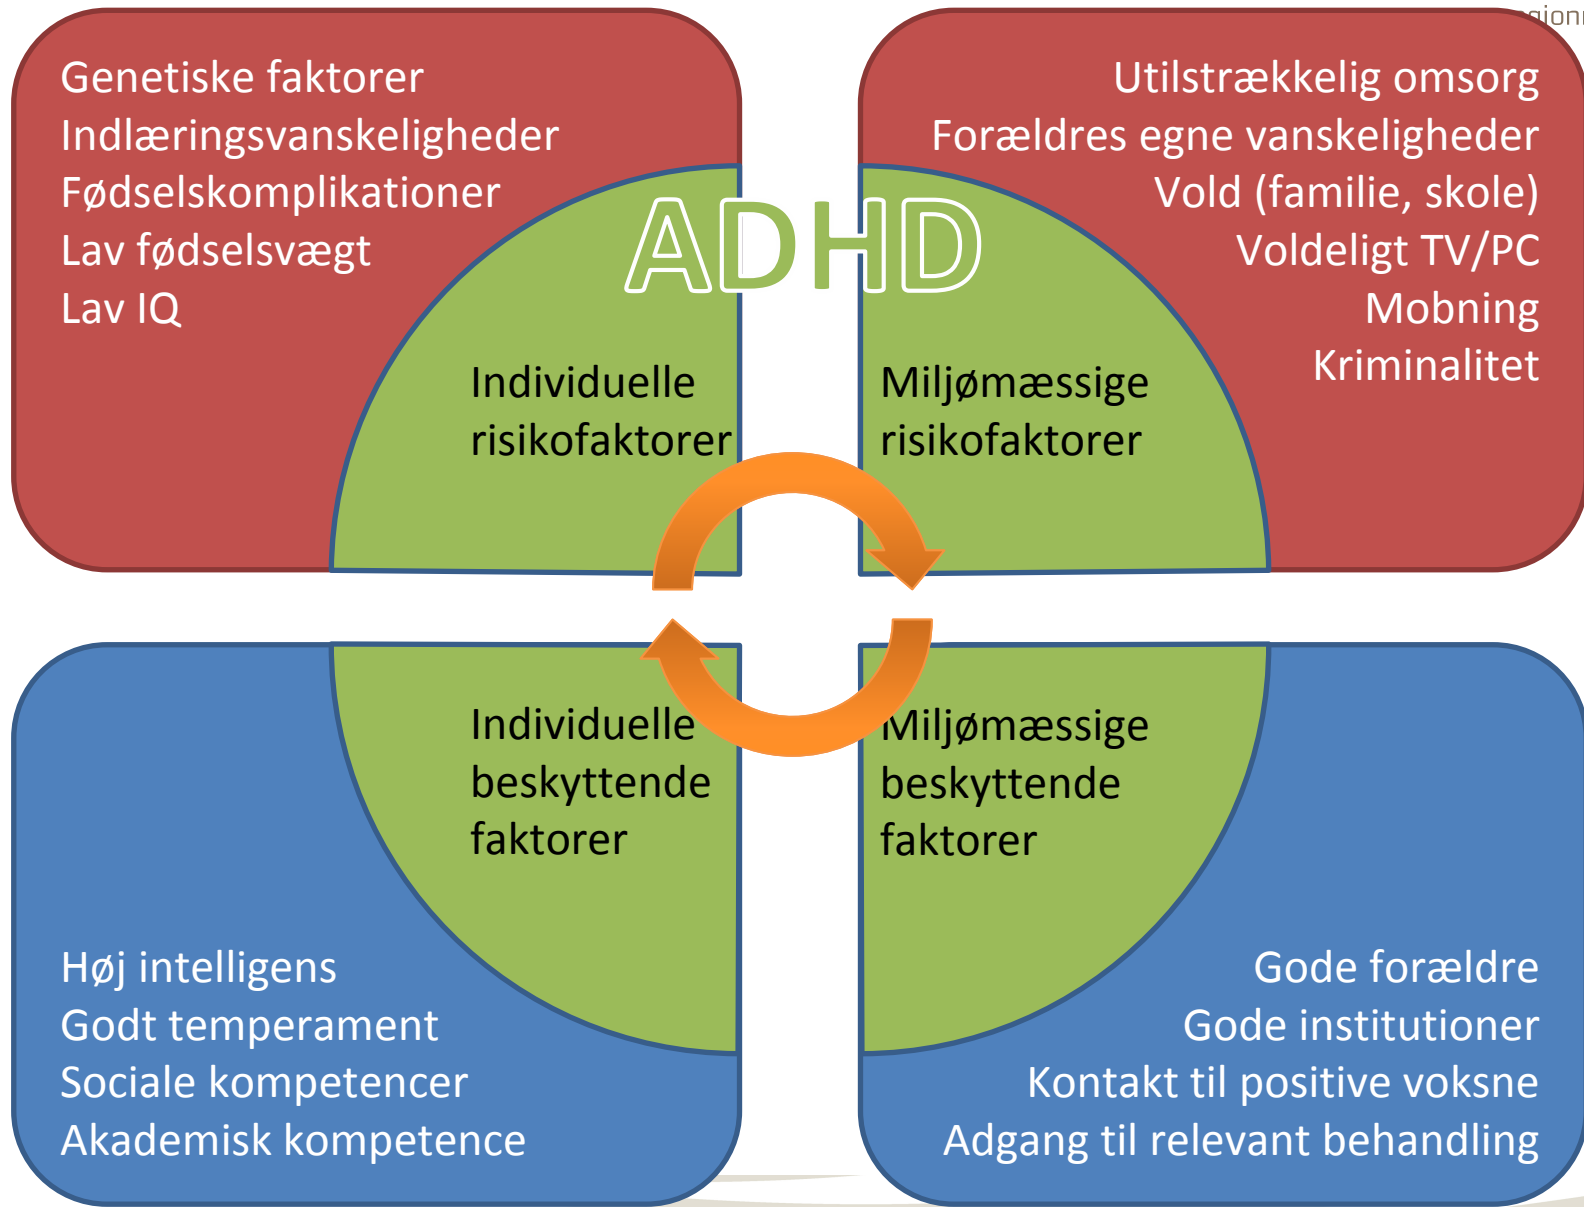 Genetiske faktorer
Indlæringsvanskeligheder
Fødselskomplikationer
Lav fødselsvægt
Lav IQ
Utilstrækkelig omsorg
Forældres egne vanskeligheder
Vold (familie, skole)
Voldeligt TV/PC
Mobning
Kriminalitet
ADHD
Individuelle
risikofaktorer
Miljømæssige
risikofaktorer
Individuelle
beskyttende
faktorer
Miljømæssige
beskyttende
faktorer
Høj intelligens
Godt temperament
Sociale kompetencer
Akademisk kompetence
Gode forældre
Gode institutioner
Kontakt til positive voksne
Adgang til relevant behandling